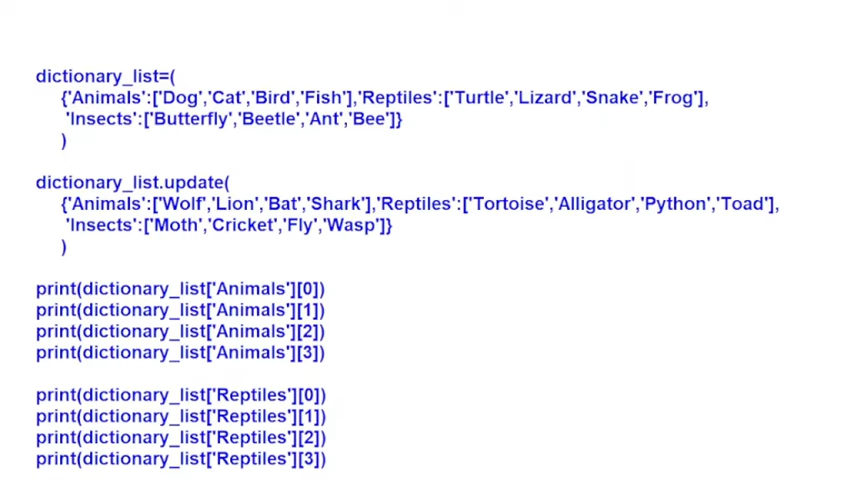 dictionary_list=(
{'Animals':['Dog','Cat','Bird','Fish'],'Reptiles':['Turtle','Lizard','Snake','Frog'],
'Insects':['Butterfly','Beetle','Ant','Bee']}
)
dictionary_list.update(
{'Animals':['Wolf','Lion','Bat','Shark'],'Reptiles':['Tortoise','Alligator','Python','Toad'],
'Insects':['Moth','Cricket','Fly','Wasp']}
)
print(dictionary_list['Animals'][0])
print(dictionary_list['Animals'][1])
print(dictionary_list['Animals'][2])
print(dictionary_list['Animals'][3])
print(dictionary_list['Reptiles'][0])
print(dictionary_list['Reptiles'][1])
print(dictionary_list['Reptiles'][2])
print(dictionary_list['Reptiles'][3])